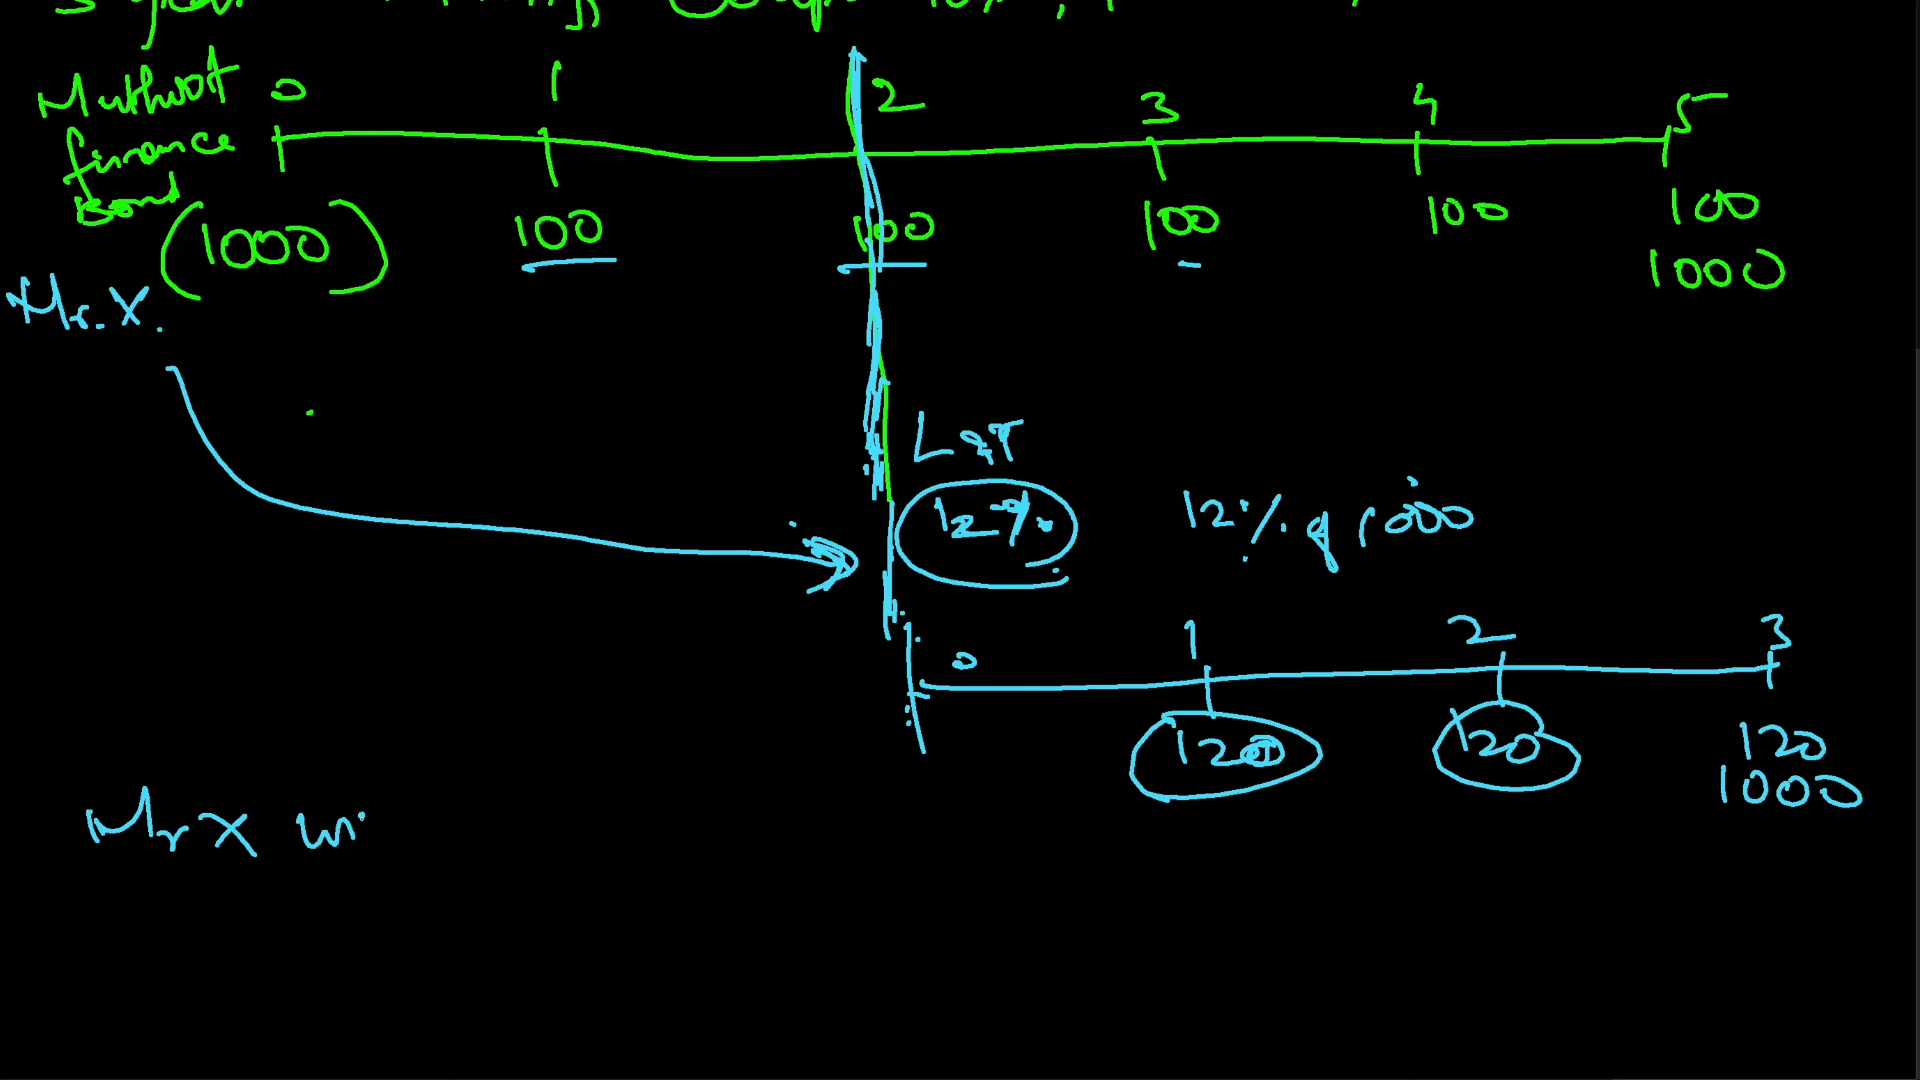 Muthoot
finance
Bond
0 1 2 3 4 5
(1000) 100 100 100 100 100
1000
Mr. X.
L&T
12%
12% of 1000
0 1 2 3
120 120 120
1000
Mr X